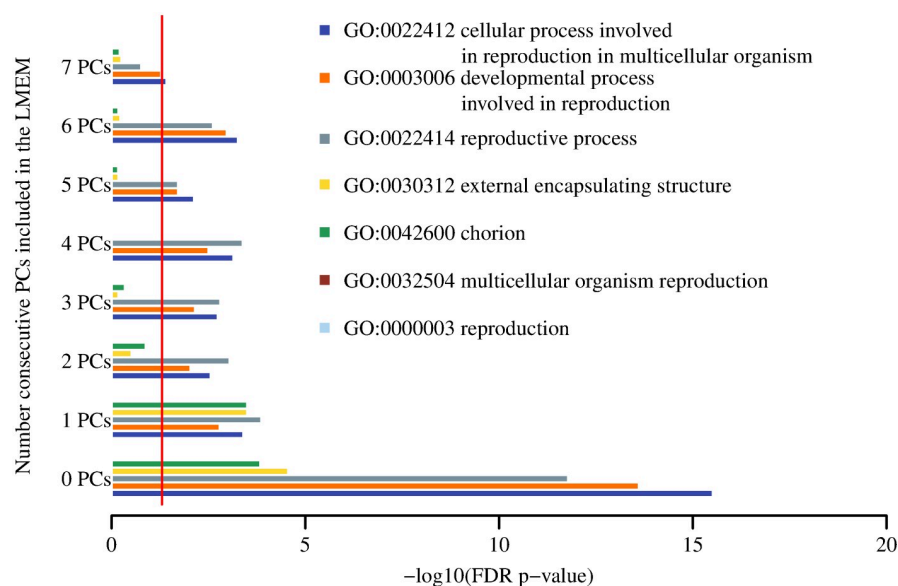 Number consecutive PCs included in the LMEM
7 PCs
6 PCs
5 PCs
4 PCs
3 PCs
2 PCs
1 PCs
0 PCs
GO:0022412 cellular process involved
in reproduction in multicellular organism
GO:0003006 developmental process
involved in reproduction
GO:0022414 reproductive process
GO:0030312 external encapsulating structure
GO:0042600 chorion
GO:0032504 multicellular organism reproduction
GO:0000003 reproduction
0 5 10 15 20
−log10(FDR p−value)